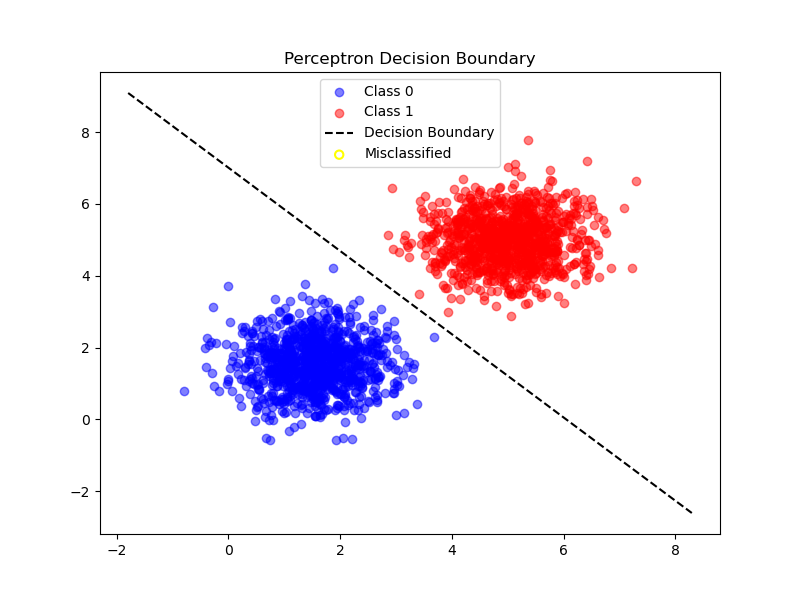 Perceptron Decision Boundary
Class 0
Class 1
Decision Boundary
Misclassified
8
6
4
2
0
−2
−2 0 2 4 6 8